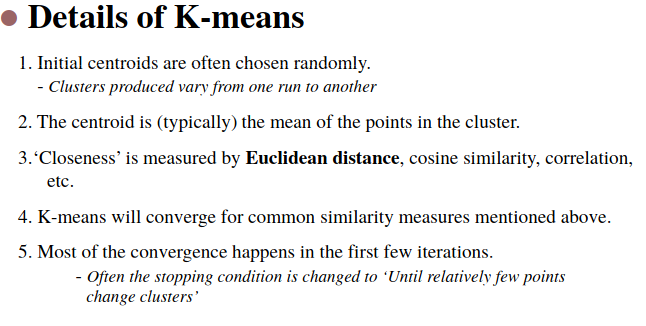 Details of K-means
1. Initial centroids are often chosen randomly.
- Clusters produced vary from one run to another
2. The centroid is (typically) the mean of the points in the cluster.
3.‘Closeness’ is measured by Euclidean distance, cosine similarity, correlation,
etc.
4. K-means will converge for common similarity measures mentioned above.
5. Most of the convergence happens in the first few iterations.
- Often the stopping condition is changed to ‘Until relatively few points
change clusters’